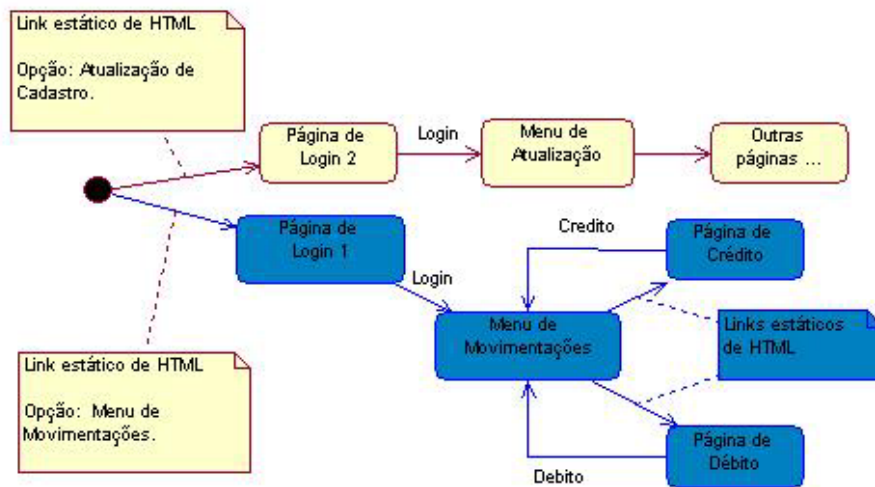 Link estático de HTML
Opção: Atualização de
Cadastro.
Página de
Login 2
Login
Menu de
Atualização
Outras
páginas ...
Página de
Login 1
Login
Credito
Página de
Crédito
Menu de
Movimentações
Links estáticos
de HTML
Link estático de HTML
Opção: Menu de
Movimentações.
Debito
Página de
Débito